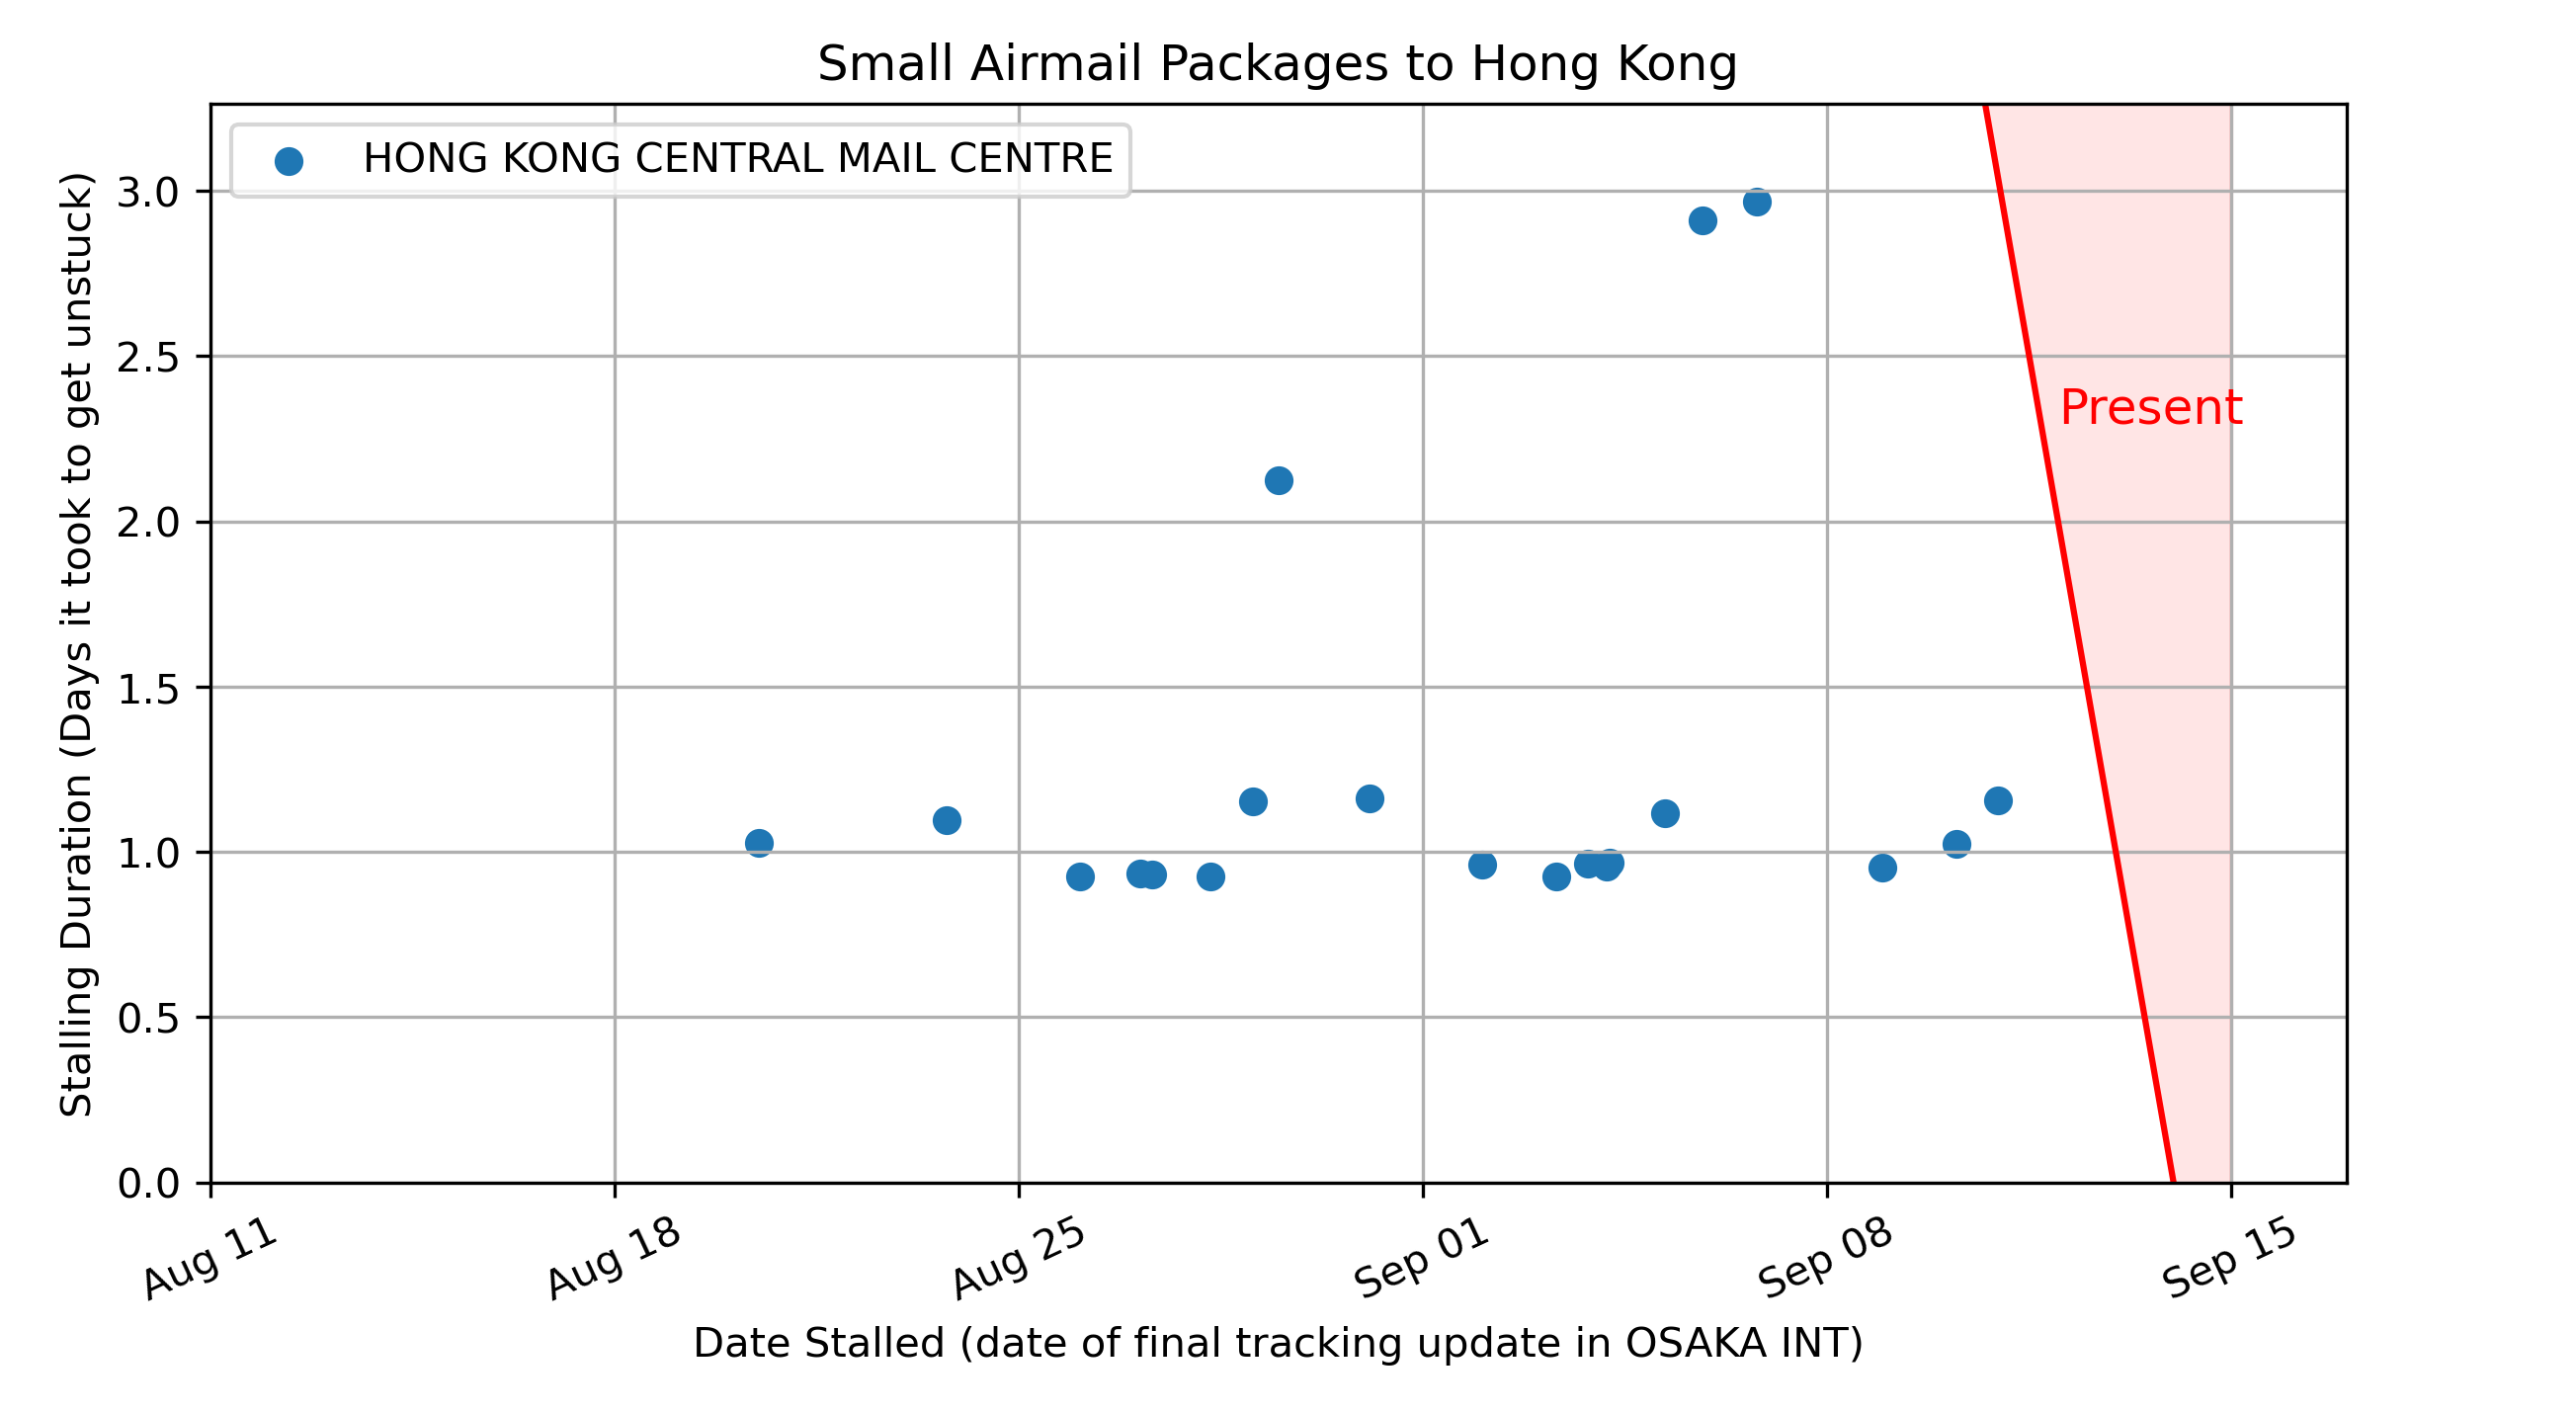 Small Airmail Packages to Hong Kong
HONG KONG CENTRAL MAIL CENTRE
Stalling Duration (Days it took to get unstuck)
3.0
2.5
2.0
1.5
1.0
0.5
0.0
Present
Aug 11
Aug 18
Aug 25
Sep 01
Sep 08
Sep 15
Date Stalled (date of final tracking update in OSAKA INT)